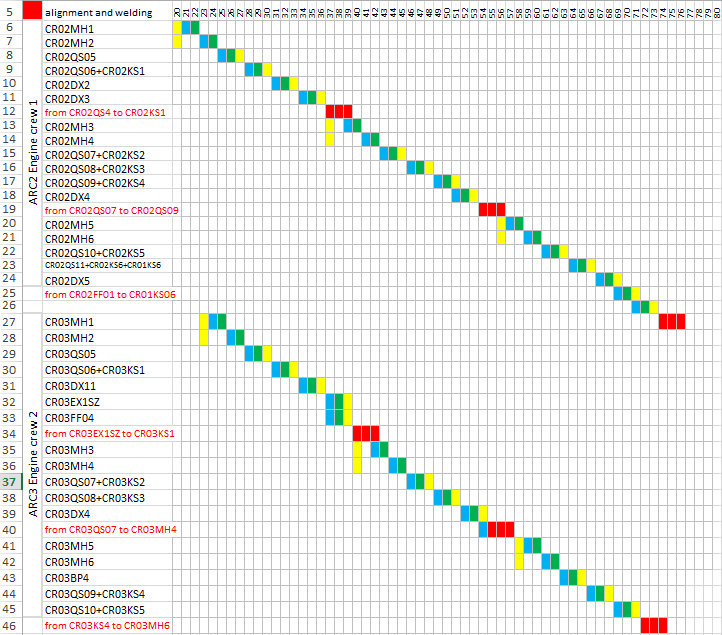 5 alignment and welding 20 21 22 23 24 25 26 27 28 29 30 31 32 33 34 35 36 37 38 39 40 41 42 43 44 45 46 47 48 49 50 51 52 53 54 55 56 57 58 59 60 61 62 63 64 65 66 67 68 69 70 71 72 73 74 75 76 77 78 79 80
ARC2 Engine crew 1
6 CR02MH1
7 CR02MH2
8 CR02QS05
9 CR02QS06+CR02KS1
10 CR02DX2
11 CR02DX3
12 from CR02QS4 to CR02KS1
13 CR02MH3
14 CR02MH4
15 CR02QS07+CR02KS2
16 CR02QS08+CR02KS3
17 CR02QS09+CR02KS4
18 CR02DX4
19 from CR02QS07 to CR02QS09
20 CR02MH5
21 CR02MH6
22 CR02QS10+CR02KS5
23 CR02QS11+CR02KS6+CR01KS6
24 CR02DX5
25 from CR02FF01 to CR01KS06
26
ARC3 Engine crew 2
27 CR03MH1
28 CR03MH2
29 CR03QS05
30 CR03QS06+CR03KS1
31 CR03DX11
32 CR03EX1SZ
33 CR03FF04
34 from CR03EX1SZ to CR03KS1
35 CR03MH3
36 CR03MH4
37 CR03QS07+CR03KS2
38 CR03QS08+CR03KS3
39 CR03DX4
40 from CR03QS07 to CR03MH4
41 CR03MH5
42 CR03MH6
43 CR03BP4
44 CR03QS09+CR03KS4
45 CR03QS10+CR03KS5
46 from CR03KS4 to CR03MH6